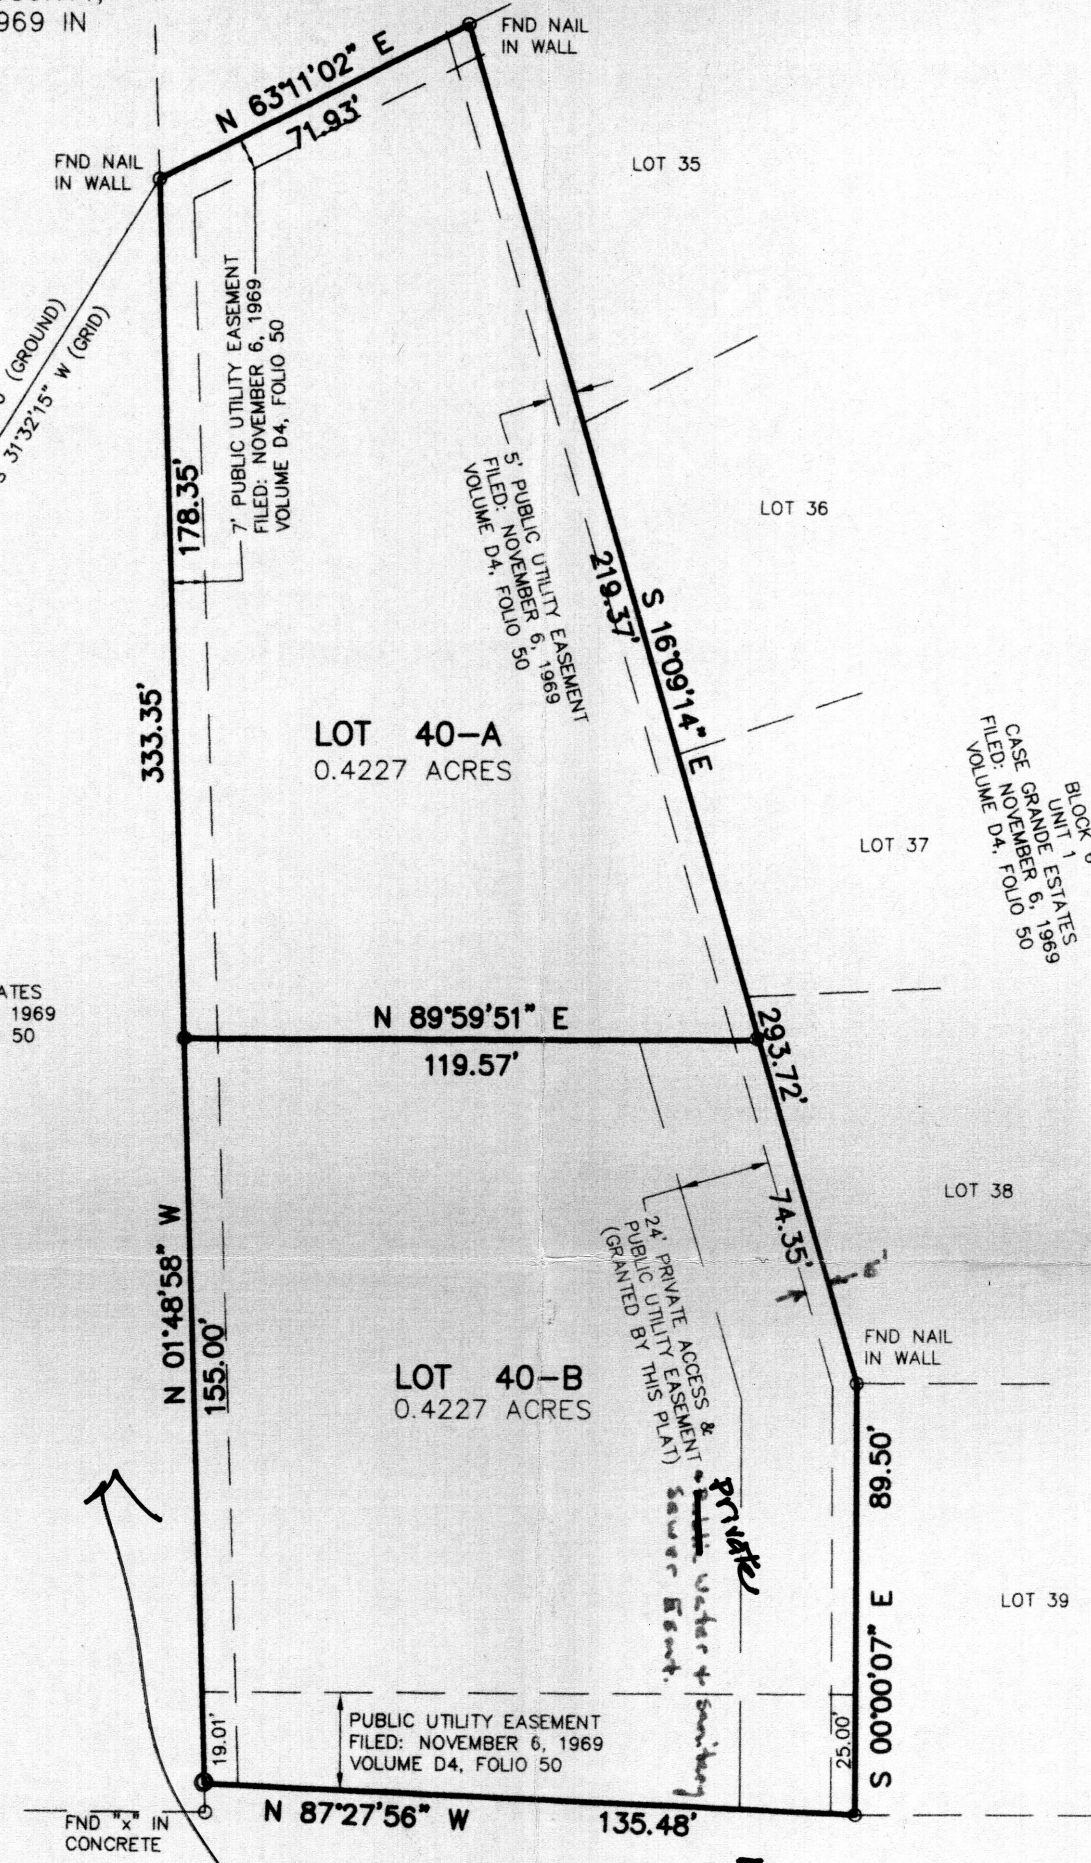 969 IN
FND NAIL
IN WALL
N 63°11'02" E
71.93'
FND NAIL
IN WALL
LOT 35
(GROUND)
31°32'15" W (GRID)
7' PUBLIC UTILITY EASEMENT
FILED: NOVEMBER 6, 1969
VOLUME D4, FOLIO 50
178.35'
333.35'
5' PUBLIC UTILITY EASEMENT
FILED: NOVEMBER 6, 1969
VOLUME D4, FOLIO 50
LOT 36
219.37'
S 16°09'14" E
LOT 40-A
0.4227 ACRES
LOT 37
BLOCK
UNIT 1
CASE GRANDE ESTATES
FILED: NOVEMBER 6, 1969
VOLUME D4, FOLIO 50
ATES
1969
50
N 89°59'51" E
119.57'
293.72'
LOT 38
74.35'
24' PRIVATE ACCESS &
PUBLIC UTILITY EASEMENT
(GRANTED BY THIS PLAT)
private
water + sanitary
sewer Esmt.
N 01°48'58" W
155.00'
LOT 40-B
0.4227 ACRES
FND NAIL
IN WALL
89.50'
S 00°00'07" E
LOT 39
19.01'
PUBLIC UTILITY EASEMENT
FILED: NOVEMBER 6, 1969
VOLUME D4, FOLIO 50
25.00'
N 87°27'56" W
135.48'
FND "x" IN
CONCRETE